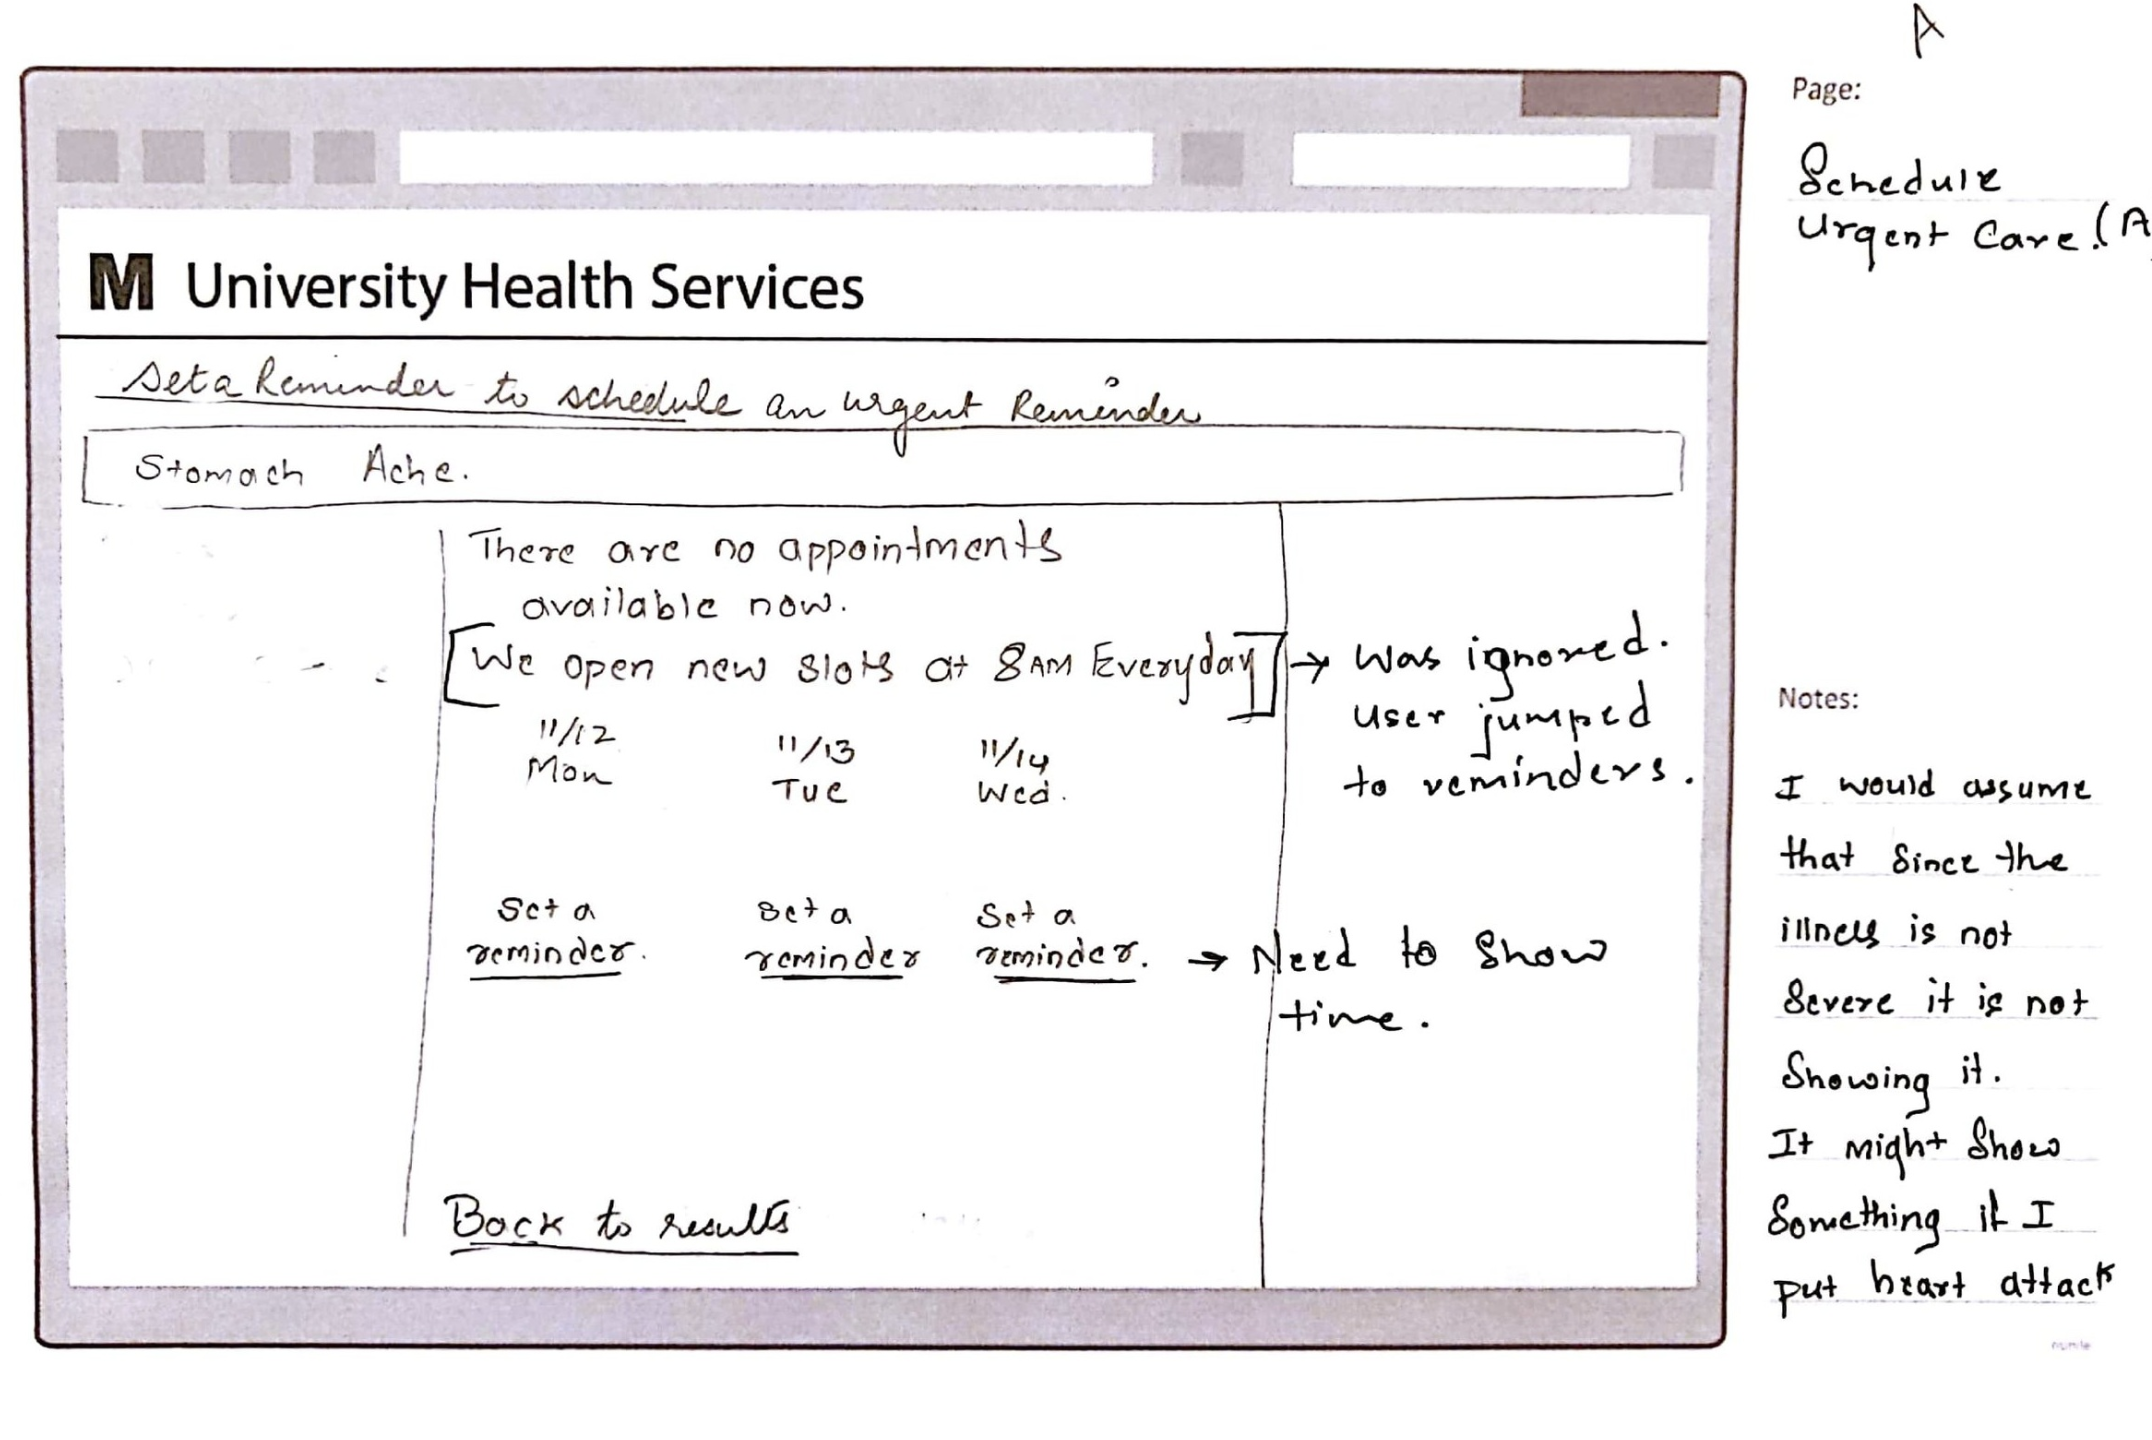 A
Page:
Schedule
Urgent Care! (A
M University Health Services
Set a Reminder to schedule an urgent Reminder
Stomach Ache.
There are no appointments
available now.
[We open new slots at 8AM Everyday] → Was ignored.
User jumped
to reminders.
11/12 11/13 11/14
Mon Tue Wed.
Set a Set a Set a
reminder. reminder reminder. → Need to show
time.
Back to results
Notes:
I would assume
that since the
illness is not
severe it is not
showing it.
It might show
something if I
put heart attack